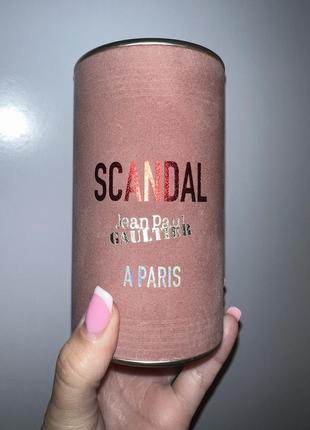 SCANDAL
Jean Paul
GAULTIER
A PARIS